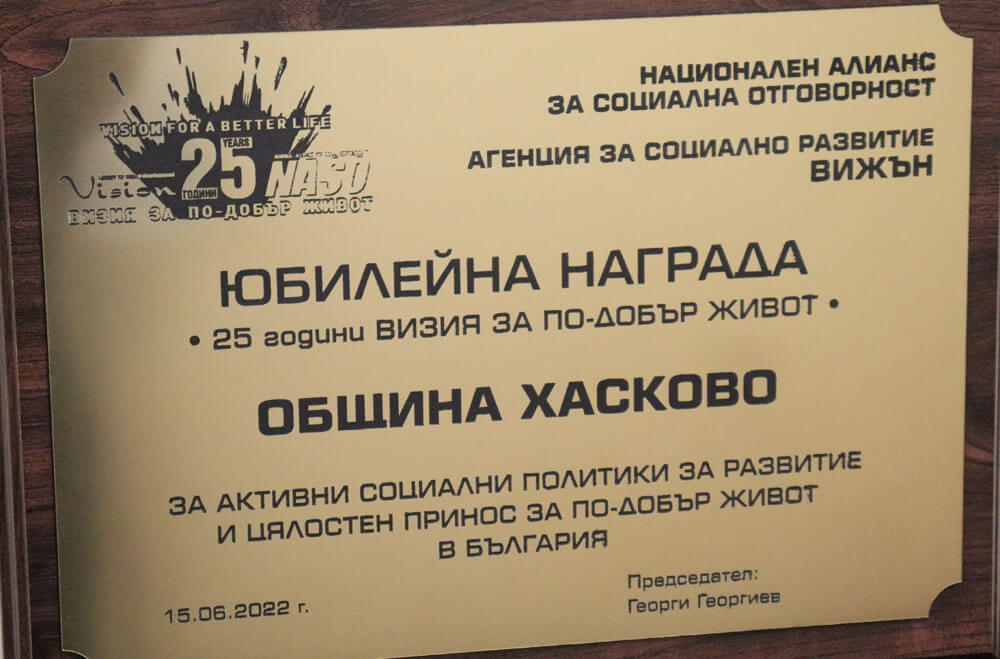 НАЦИОНАЛЕН АЛИАНС
ЗА СОЦИАЛНА ОТГОВОРНОСТ
АГЕНЦИЯ ЗА СОЦИАЛНО РАЗВИТИЕ
ВИЖЪН
VISION FOR A BETTER LIFE
25 YEARS
ГОДИНИ
Vision
NASO
ВИЗИЯ ЗА ПО-ДОБЪР ЖИВОТ
ЮБИЛЕЙНА НАГРАДА
• 25 години ВИЗИЯ ЗА ПО-ДОБЪР ЖИВОТ •
ОБЩИНА ХАСКОВО
ЗА АКТИВНИ СОЦИАЛНИ ПОЛИТИКИ ЗА РАЗВИТИЕ
И ЦЯЛОСТЕН ПРИНОС ЗА ПО-ДОБЪР ЖИВОТ
В БЪЛГАРИЯ
Председател:
Георги Георгиев
15.06.2022 г.